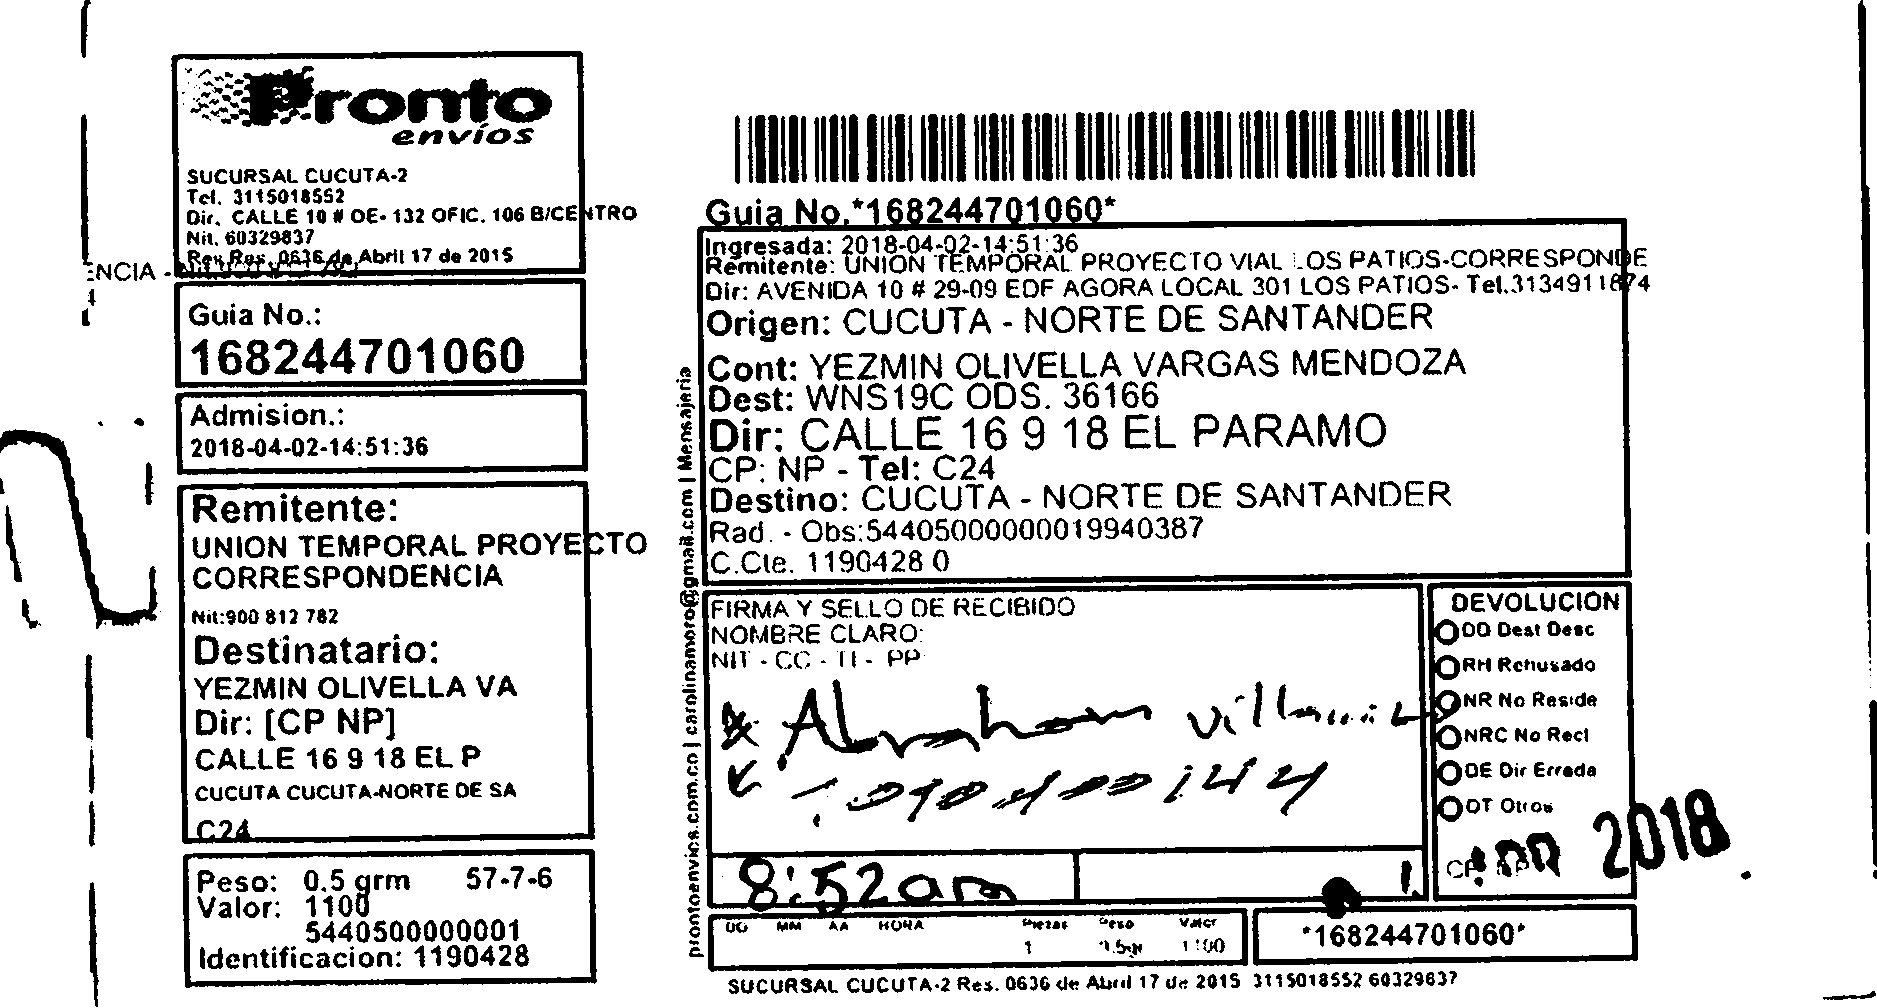 Pronto
envíos
SUCURSAL CUCUTA-2
Tel. 3115018552
Dir. CALLE 10 # OE- 132 OFIC. 106 B/CENTRO
Nit. 60329837
Res. 0636 de Abril 17 de 2015
ENCIA -
Guia No.:
168244701060
Admision.:
2018-04-02-14:51:36
Remitente:
UNION TEMPORAL PROYECTO
CORRESPONDENCIA
Nit:900 812 782
Destinatario:
YEZMIN OLIVELLA VA
Dir: [CP NP]
CALLE 16 9 18 EL P
CUCUTA CUCUTA-NORTE DE SA
C24
Peso: 0.5 grm 57-7-6
Valor: 1100
5440500000001
Identificacion: 1190428
prontoenvios.com.co | carolinamoro@gmail.com | Mensajeria
Guia No.*168244701060*
Ingresada: 2018-04-02-14:51:36
Remitente: UNION TEMPORAL PROYECTO VIAL LOS PATIOS-CORRESPONDE
Dir: AVENIDA 10 # 29-09 EDF AGORA LOCAL 301 LOS PATIOS- Tel.3134911874
Origen: CUCUTA - NORTE DE SANTANDER
Cont: YEZMIN OLIVELLA VARGAS MENDOZA
Dest: WNS19C ODS. 36166
Dir: CALLE 16 9 18 EL PARAMO
CP: NP - Tel: C24
Destino: CUCUTA - NORTE DE SANTANDER
Rad. - Obs:54405000000019940387
C.Cte. 1190428 0
FIRMA Y SELLO DE RECIBIDO
NOMBRE CLARO:
NIT - CC - TI - PP
Abraham
8:52am
DEVOLUCION
DD Dest Desc
RH Rehusado
NR No Reside
NRC No Recl
DE Dir Errada
OT Otros
2018
DD MM AA HORA Piezas Peso Valor
1 0.5gr 1100
*168244701060*
SUCURSAL CUCUTA-2 Res. 0636 de Abril 17 de 2015 3115018552 60329837